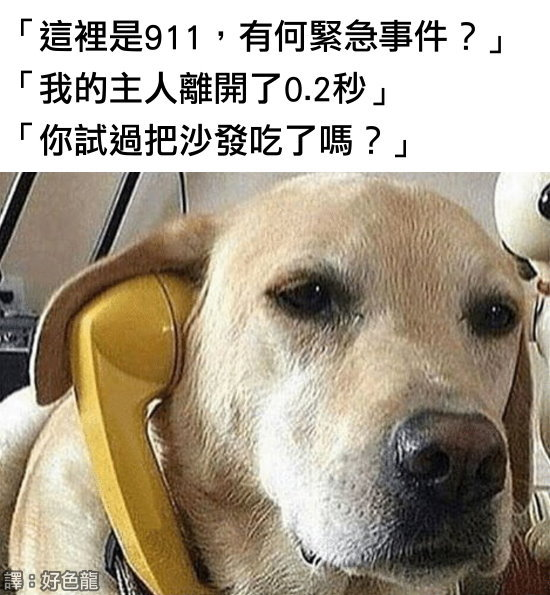 「這裡是911，有何緊急事件？」
「我的主人離開了0.2秒」
「你試過把沙發吃了嗎？」
譯：好色龍